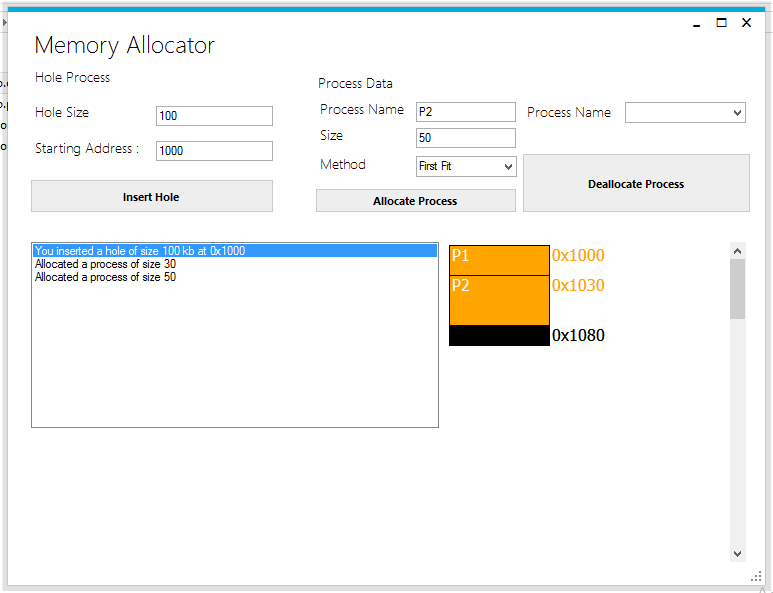 Memory Allocator
Hole Process
Hole Size
100
Starting Address :
1000
Insert Hole
Process Data
Process Name
P2
Size
50
Method
First Fit
Allocate Process
Process Name
Deallocate Process
You inserted a hole of size 100 kb at 0x1000
Allocated a process of size 30
Allocated a process of size 50
P1 0x1000
P2 0x1030
0x1080